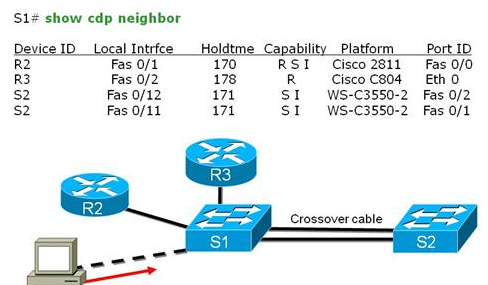 S1# show cdp neighbor
Device ID Local Intrfce Holdtme Capability Platform Port ID
R2 Fas 0/1 170 R S I Cisco 2811 Fas 0/0
R3 Fas 0/2 178 R Cisco C804 Eth 0
S2 Fas 0/12 171 S I WS-C3550-2 Fas 0/2
S2 Fas 0/11 171 S I WS-C3550-2 Fas 0/1
R3
R2
Crossover cable
S1
S2